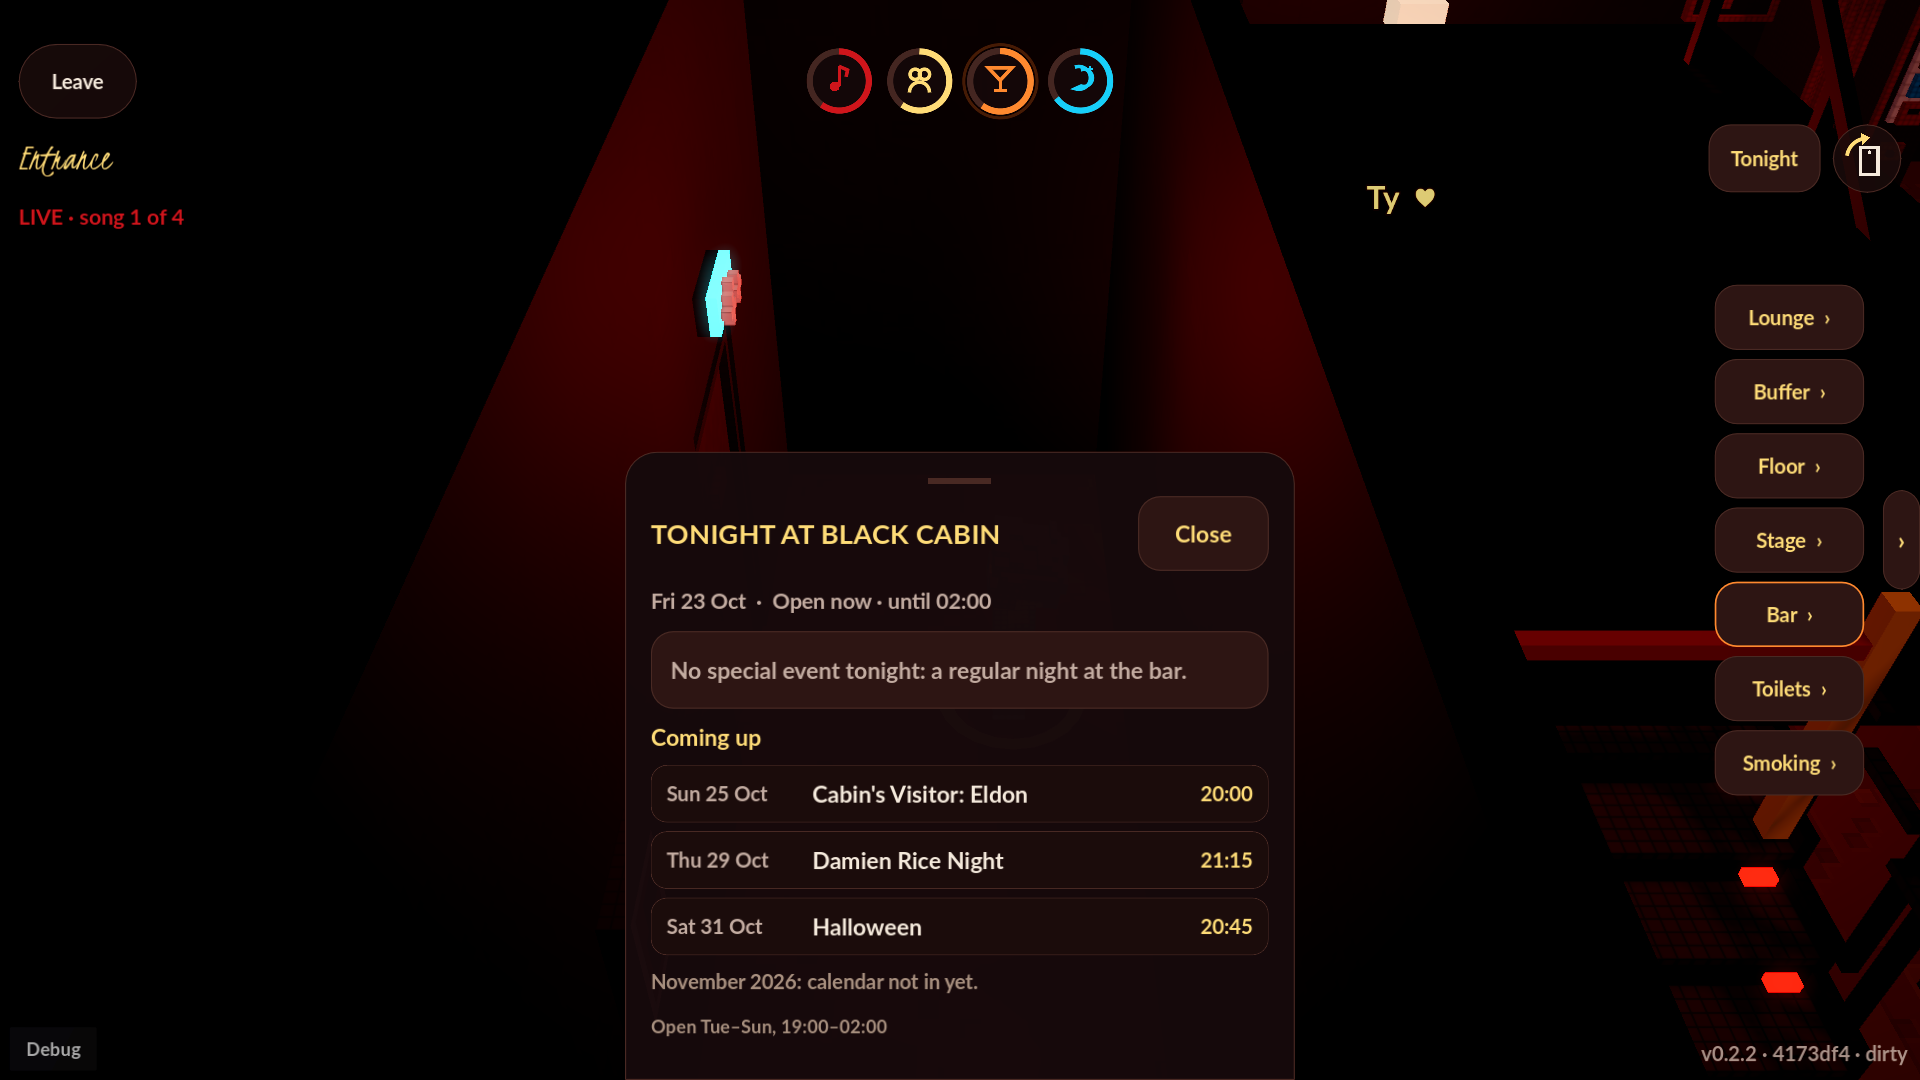 Leave
Entrance
LIVE · song 1 of 4
Tonight
Ty ♥
Lounge ›
Buffer ›
Floor ›
Stage ›
Bar ›
Toilets ›
Smoking ›
›
TONIGHT AT BLACK CABIN
Close
Fri 23 Oct · Open now · until 02:00
No special event tonight: a regular night at the bar.
Coming up
Sun 25 Oct Cabin's Visitor: Eldon 20:00
Thu 29 Oct Damien Rice Night 21:15
Sat 31 Oct Halloween 20:45
November 2026: calendar not in yet.
Open Tue–Sun, 19:00–02:00
Debug
v0.2.2 · 4173df4 · dirty